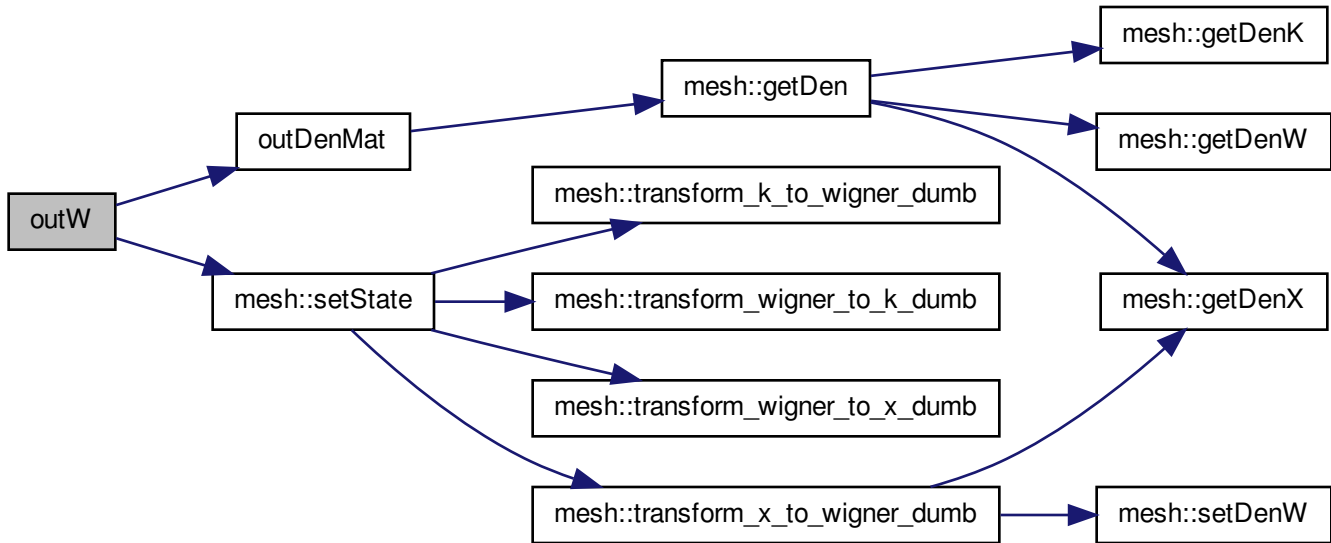 mesh::getDenK
mesh::getDen
outDenMat
mesh::getDenW
mesh::transform_k_to_wigner_dumb
outW
mesh::setState
mesh::transform_wigner_to_k_dumb
mesh::getDenX
mesh::transform_wigner_to_x_dumb
mesh::transform_x_to_wigner_dumb
mesh::setDenW